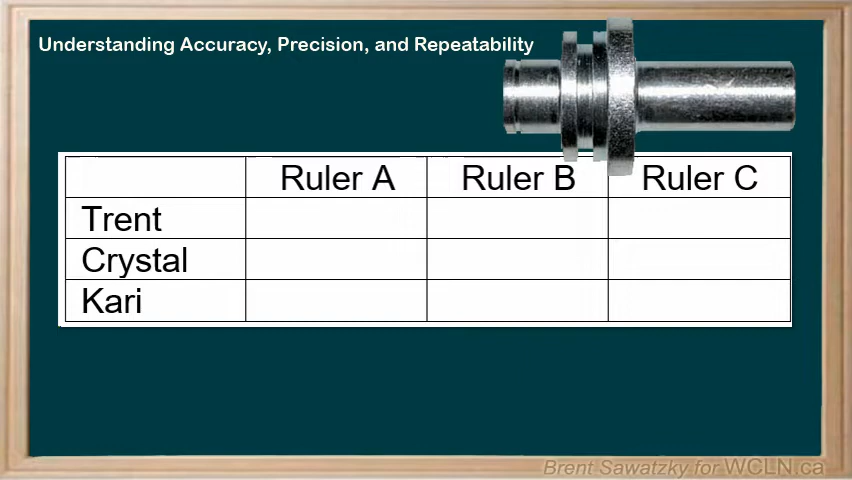 Understanding Accuracy, Precision, and Repeatability
Ruler A Ruler B Ruler C
Trent
Crystal
Kari
Brent Sawatzky for WCLN.ca